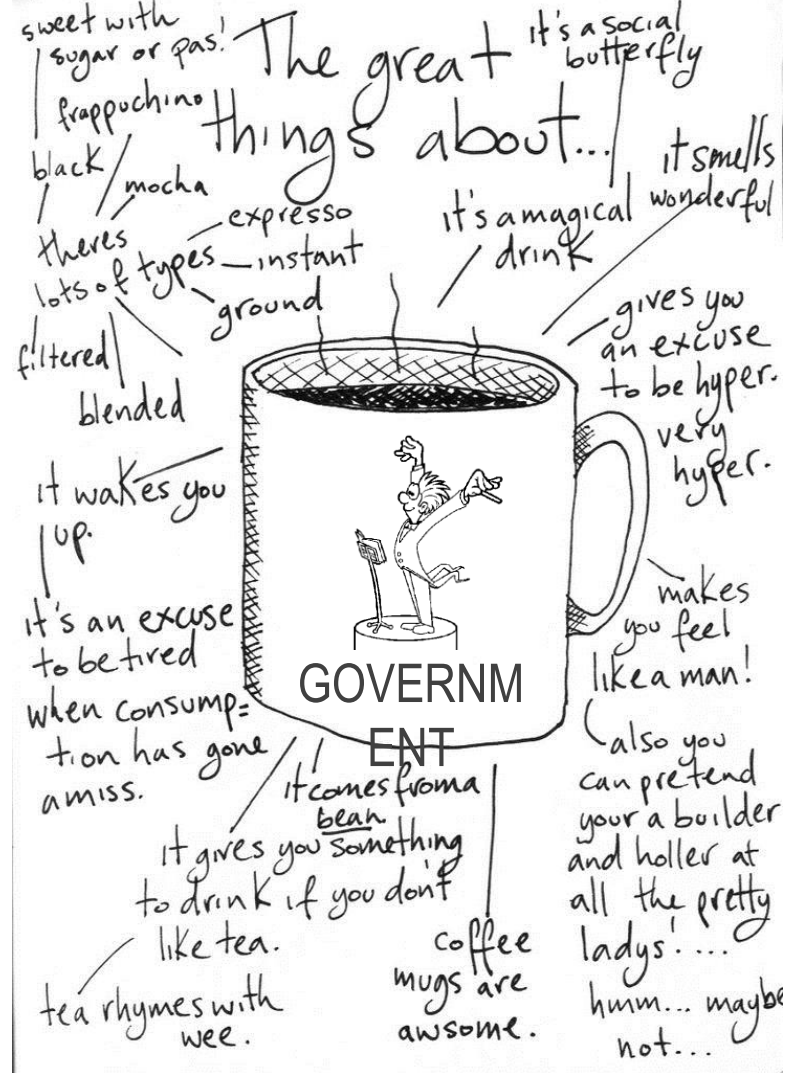 The great
things about...
sweet with
sugar or pas!
frappuchino
black
mocha
theres
lots of types
expresso
instant
ground
filtered
blended
it's a social
butterfly
it's a magical
drink
it smells
wonderful
gives you
an excuse
to be hyper.
very
hyper.
it wakes you
up.
it's an excuse
to be tired
when consump=
tion has gone
amiss.
GOVERNM
ENT
makes
you feel
like a man!
also you
can pretend
your a builder
and holler at
all the pretty
ladys!....
hmm... maybe
not...
it comes from a
bean
it gives you something
to drink if you don't
like tea.
tea rhymes with
wee.
coffee
mugs are
awsome.